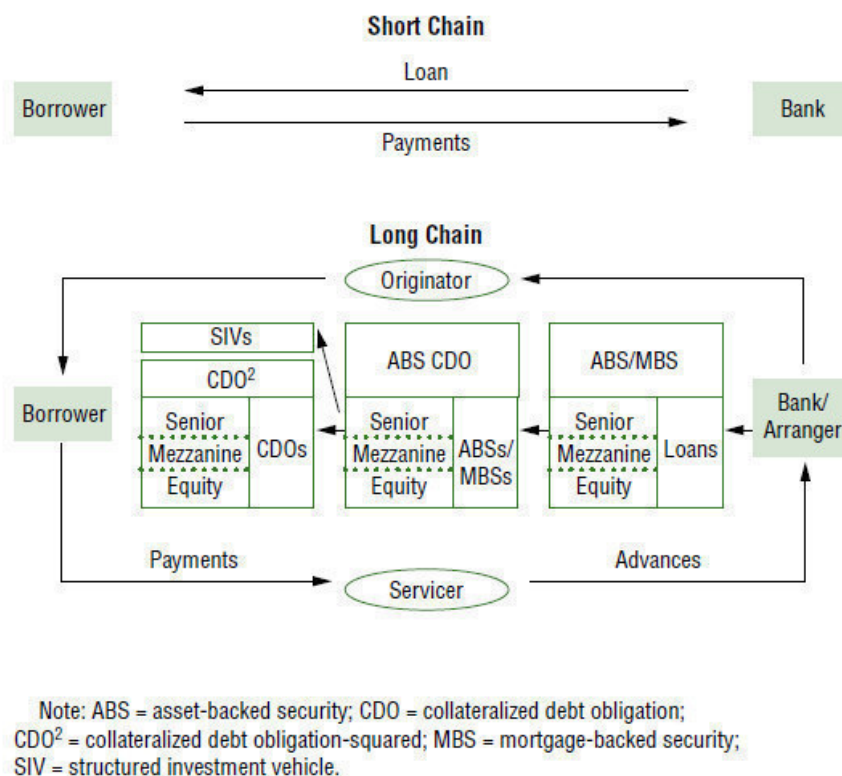 Short Chain
Loan
Borrower
Bank
Payments
Long Chain
Originator
SIVs
CDO²
ABS CDO
ABS/MBS
Borrower
Senior
Mezzanine
Equity
CDOs
Senior
Mezzanine
Equity
ABSs/
MBSs
Senior
Mezzanine
Equity
Loans
Bank/
Arranger
Payments
Advances
Servicer
Note: ABS = asset-backed security; CDO = collateralized debt obligation;
CDO² = collateralized debt obligation-squared; MBS = mortgage-backed security;
SIV = structured investment vehicle.